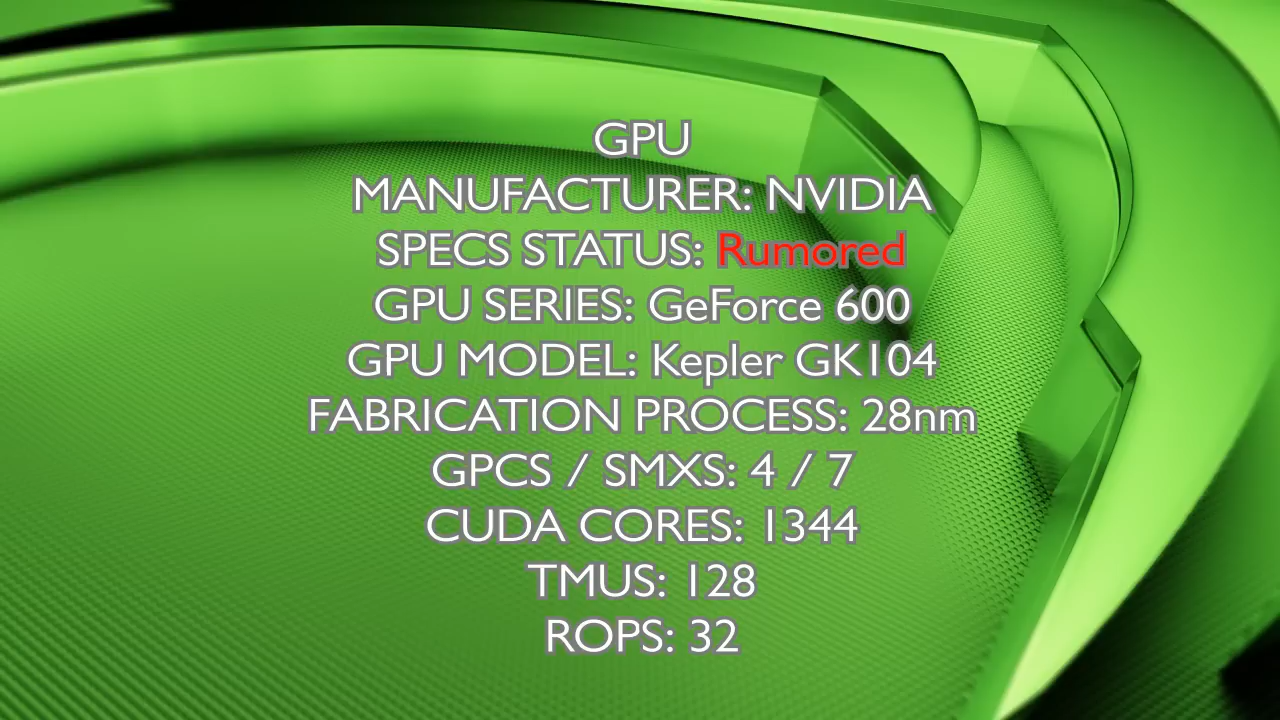 GPU
MANUFACTURER: NVIDIA
SPECS STATUS: Rumored
GPU SERIES: GeForce 600
GPU MODEL: Kepler GK104
FABRICATION PROCESS: 28nm
GPCS / SMXS: 4 / 7
CUDA CORES: 1344
TMUS: 128
ROPS: 32